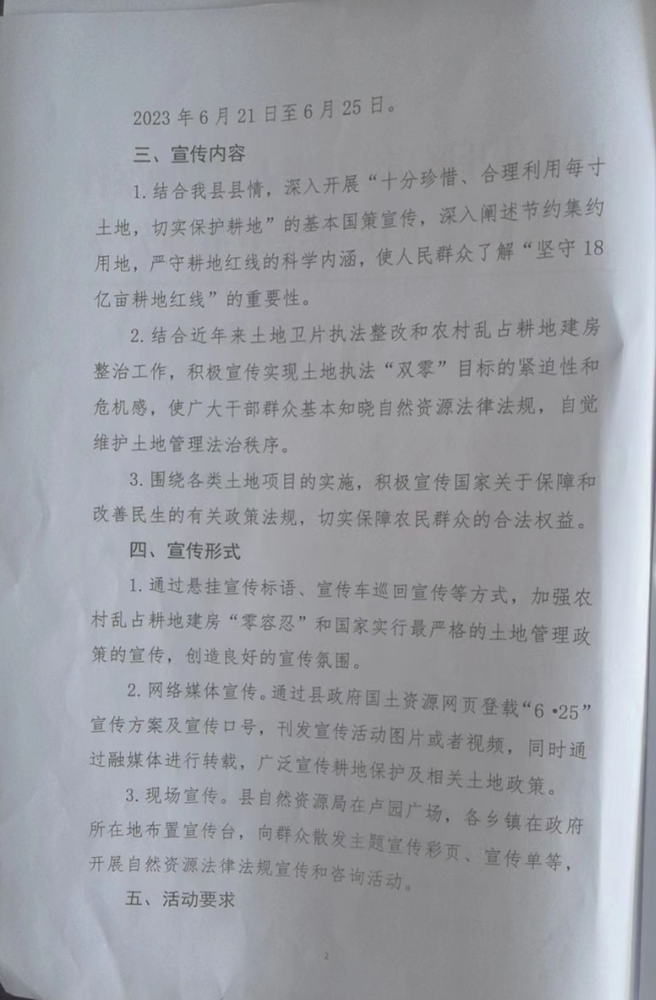 2023 年 6 月 21 日至 6 月 25 日。
三、宣传内容
1. 结合我县县情，深入开展“十分珍惜、合理利用每寸
土地，切实保护耕地”的基本国策宣传，深入阐述节约集约
用地，严守耕地红线的科学内涵，使人民群众了解“坚守 18
亿亩耕地红线”的重要性。
2. 结合近年来土地卫片执法整改和农村乱占耕地建房
整治工作，积极宣传实现土地执法“双零”目标的紧迫性和
危机感，使广大干部群众基本知晓自然资源法律法规，自觉
维护土地管理法治秩序。
3. 围绕各类土地项目的实施，积极宣传国家关于保障和
改善民生的有关政策法规，切实保障农民群众的合法权益。
四、宣传形式
1. 通过悬挂宣传标语、宣传车巡回宣传等方式，加强农
村乱占耕地建房“零容忍”和国家实行最严格的土地管理政
策的宣传，创造良好的宣传氛围。
2. 网络媒体宣传。通过县政府国土资源网页登载“6•25”
宣传方案及宣传口号，刊发宣传活动图片或者视频，同时通
过融媒体进行转载，广泛宣传耕地保护及相关土地政策。
3. 现场宣传。县自然资源局在卢园广场，各乡镇在政府
所在地布置宣传台，向群众散发主题宣传彩页、宣传单等，
开展自然资源法律法规宣传和咨询活动。
五、活动要求
2